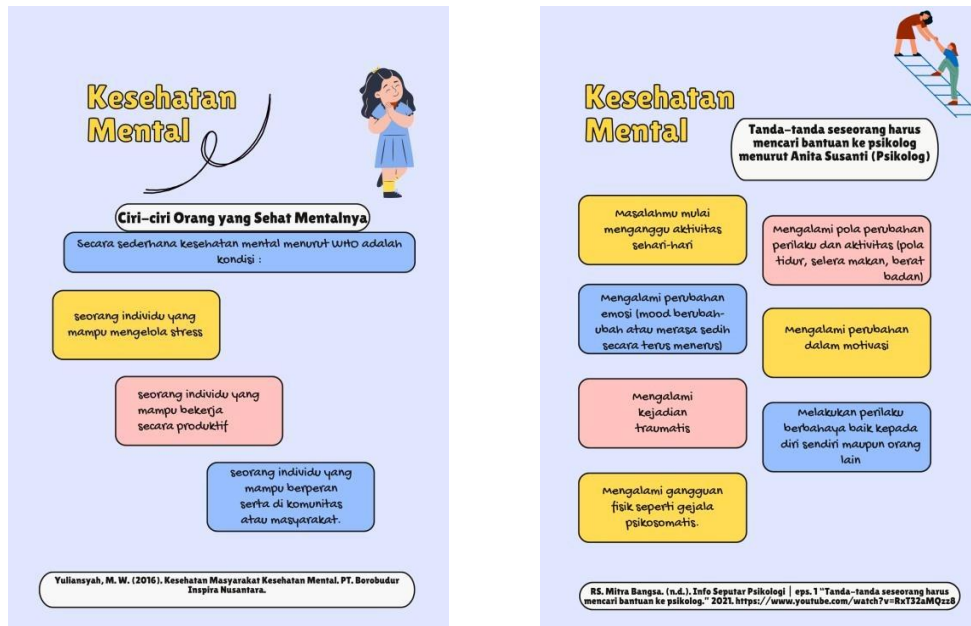 Kesehatan
Mental
Ciri-ciri Orang yang Sehat Mentalnya
Secara sederhana kesehatan mental menurut WHO adalah
kondisi :
seorang individu yang
mampu mengelola stress
seorang individu yang
mampu bekerja
secara produktif
seorang individu yang
mampu berperan
serta di komunitas
atau masyarakat.
Yuliansyah, M. W. (2016). Kesehatan Masyarakat Kesehatan Mental. PT. Borobudur
Inspira Nusantara.
Kesehatan
Mental
Tanda-tanda seseorang harus
mencari bantuan ke psikolog
menurut Anita Susanti (Psikolog)
Masalahmu mulai
menganggu aktivitas
sehari-hari
Mengalami pola perubahan
perilaku dan aktivitas (pola
tidur, selera makan, berat
badan)
Mengalami perubahan
emosi (mood berubah-
ubah atau merasa sedih
secara terus menerus)
Mengalami perubahan
dalam motivasi
Mengalami
kejadian
traumatis
Melakukan perilaku
berbahaya baik kepada
diri sendiri maupun orang
lain
Mengalami gangguan
fisik seperti gejala
psikosomatis.
RS. Mitra Bangsa. (n.d.). Info Seputar Psikologi | eps. 1 "Tanda-tanda seseorang harus
mencari bantuan ke psikolog." 2021. https://www.youtube.com/watch?v=RxT32aMQzz8